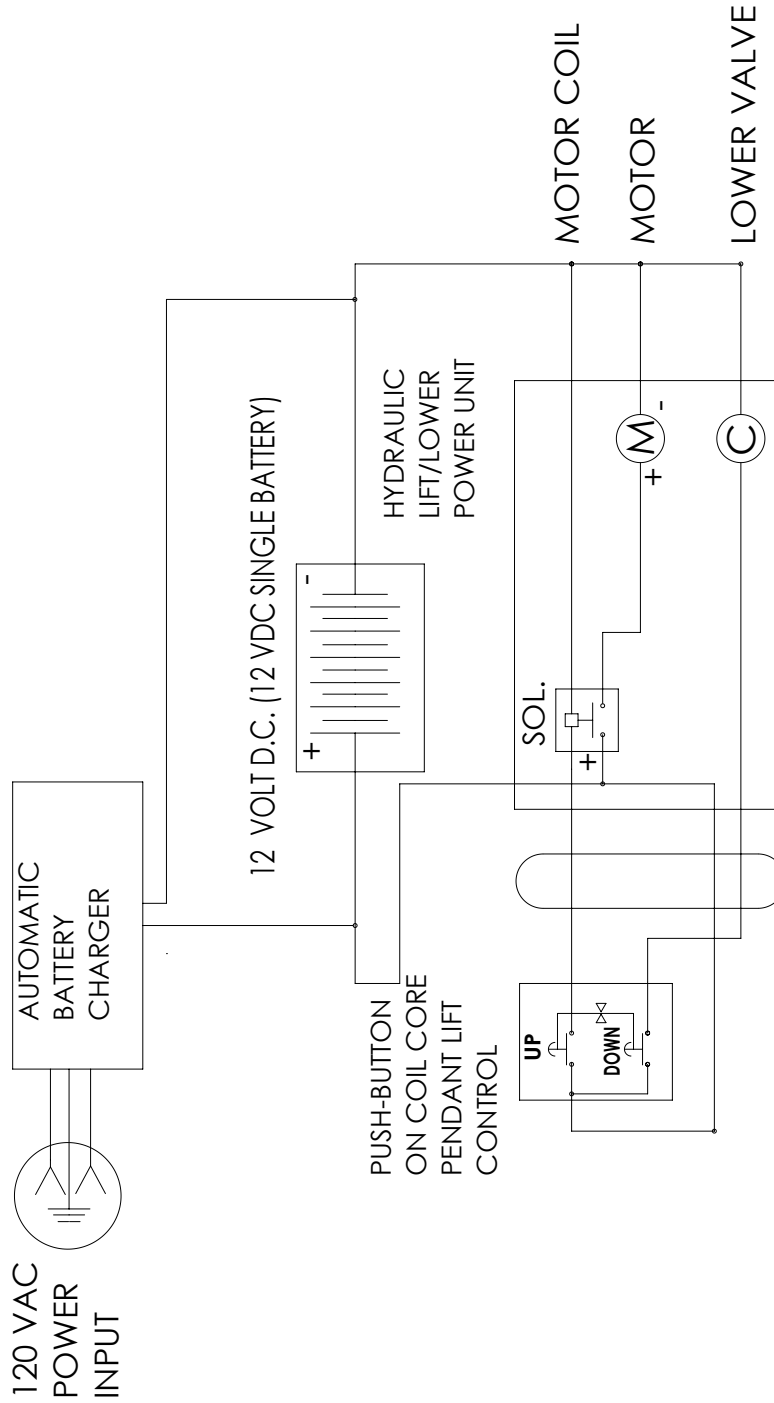 120 VAC
POWER
INPUT
AUTOMATIC
BATTERY
CHARGER
12 VOLT D.C. (12 VDC SINGLE BATTERY)
+
-
HYDRAULIC
LIFT/LOWER
POWER UNIT
PUSH-BUTTON
ON COIL CORE
PENDANT LIFT
CONTROL
UP
DOWN
SOL.
+
+
M
-
C
MOTOR COIL
MOTOR
LOWER VALVE